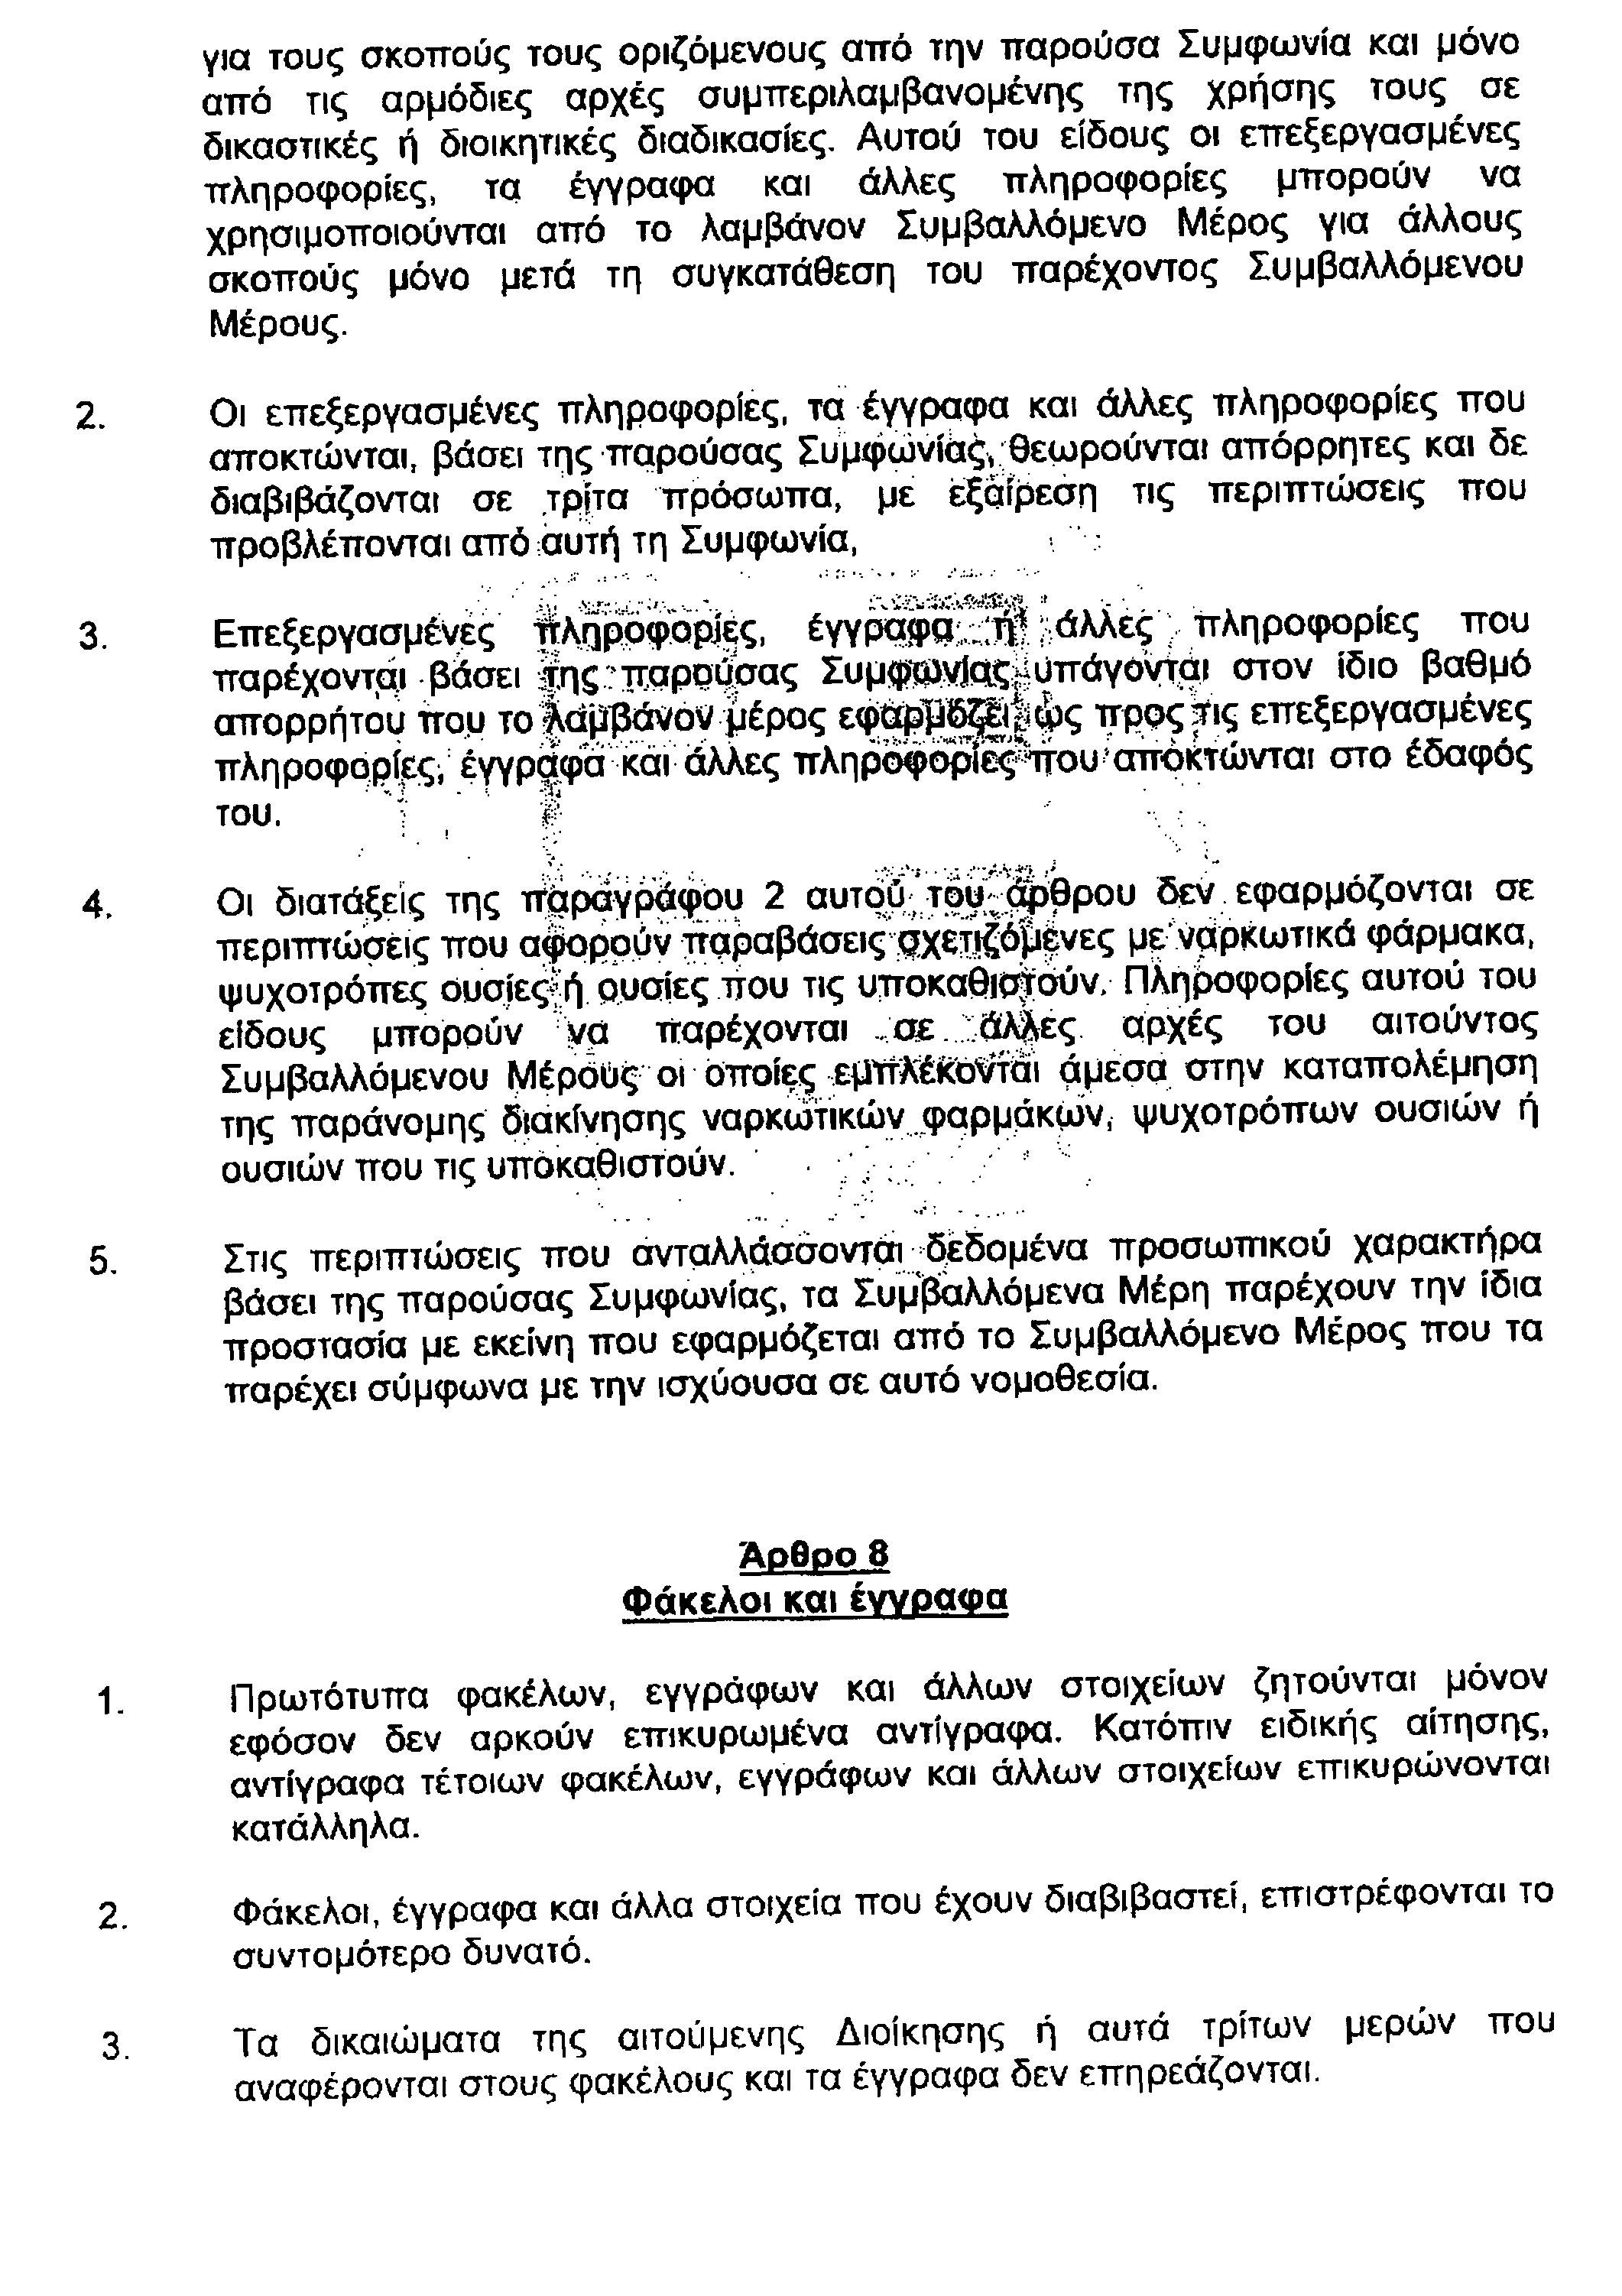 για τους σκοπούς τους οριζόμενους από την παρούσα Συμφωνία και μόνο
από τις αρμόδιες αρχές συμπεριλαμβανομένης της χρήσης τους σε
δικαστικές ή διοικητικές διαδικασίες. Αυτού του είδους οι επεξεργασμένες
πληροφορίες, τα έγγραφα και άλλες πληροφορίες μπορούν να
χρησιμοποιούνται από το λαμβάνον Συμβαλλόμενο Μέρος για άλλους
σκοπούς μόνο μετά τη συγκατάθεση του παρέχοντος Συμβαλλόμενου
Μέρους.
2. Οι επεξεργασμένες πληροφορίες, τα έγγραφα και άλλες πληροφορίες που
αποκτώνται, βάσει της παρούσας Συμφωνίας, θεωρούνται απόρρητες και δε
διαβιβάζονται σε τρίτα πρόσωπα, με εξαίρεση τις περιπτώσεις που
προβλέπονται από αυτή τη Συμφωνία,
3. Επεξεργασμένες πληροφορίες, έγγραφα ή άλλες πληροφορίες που
παρέχονται βάσει της παρούσας Συμφωνίας υπάγονται στον ίδιο βαθμό
απορρήτου που το λαμβάνον μέρος εφαρμόζει ως προς τις επεξεργασμένες
πληροφορίες, έγγραφα και άλλες πληροφορίες που αποκτώνται στο έδαφός
του.
4. Οι διατάξεις της παραγράφου 2 αυτού του άρθρου δεν εφαρμόζονται σε
περιπτώσεις που αφορούν παραβάσεις σχετιζόμενες με ναρκωτικά φάρμακα,
ψυχοτρόπες ουσίες ή ουσίες που τις υποκαθιστούν. Πληροφορίες αυτού του
είδους μπορούν να παρέχονται σε άλλες αρχές του αιτούντος
Συμβαλλόμενου Μέρους οι οποίες εμπλέκονται άμεσα στην καταπολέμηση
της παράνομης διακίνησης ναρκωτικών φαρμάκων, ψυχοτρόπων ουσιών ή
ουσιών που τις υποκαθιστούν.
5. Στις περιπτώσεις που ανταλλάασσονται δεδομένα προσωπικού χαρακτήρα
βάσει της παρούσας Συμφωνίας, τα Συμβαλλόμενα Μέρη παρέχουν την ίδια
προστασία με εκείνη που εφαρμόζεται από το Συμβαλλόμενο Μέρος που τα
παρέχει σύμφωνα με την ισχύουσα σε αυτό νομοθεσία.
Άρθρο 8
Φάκελοι και έγγραφα
1. Πρωτότυπα φακέλων, εγγράφων και άλλων στοιχείων ζητούνται μόνον
εφόσον δεν αρκούν επικυρωμένα αντίγραφα. Κατόπιν ειδικής αίτησης,
αντίγραφα τέτοιων φακέλων, εγγράφων και άλλων στοιχείων επικυρώνονται
κατάλληλα.
2. Φάκελοι, έγγραφα και άλλα στοιχεία που έχουν διαβιβαστεί, επιστρέφονται το
συντομότερο δυνατό.
3. Τα δικαιώματα της αιτούμενης Διοίκησης ή αυτά τρίτων μερών που
αναφέρονται στους φακέλους και τα έγγραφα δεν επηρεάζονται.